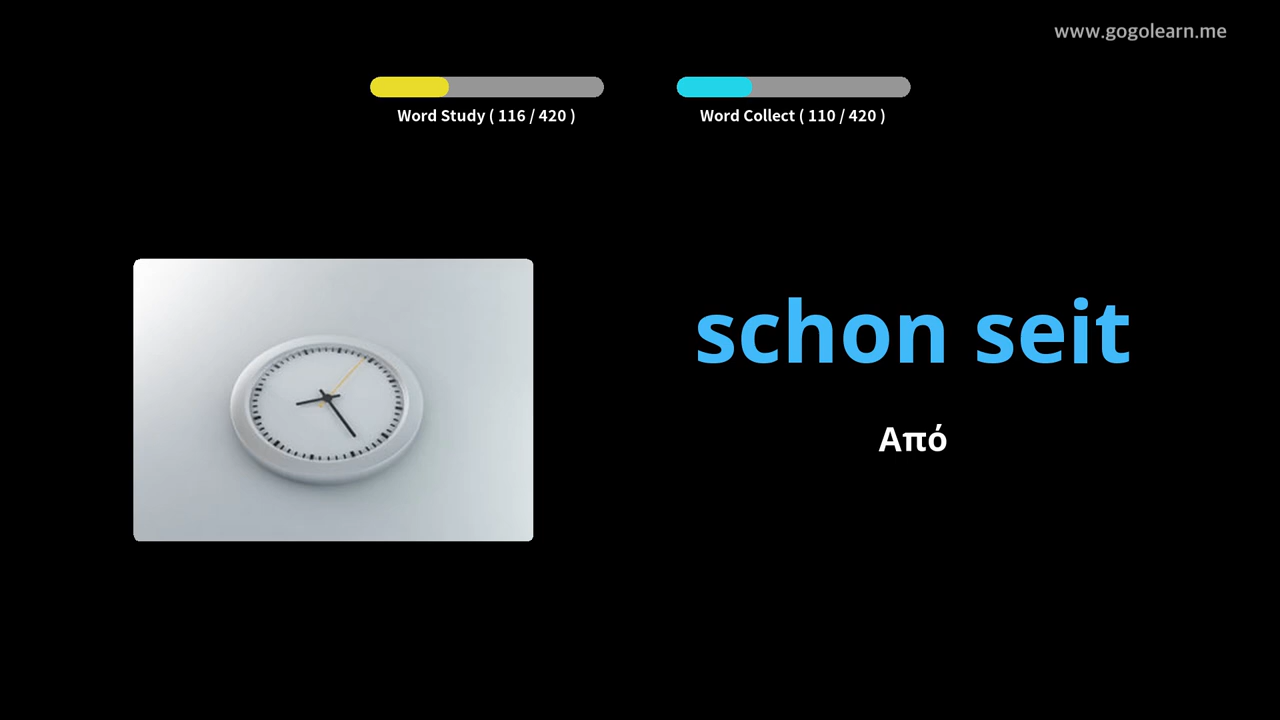 www.gogolearn.me
Word Study ( 116 / 420 )
Word Collect ( 110 / 420 )
schon seit
Από